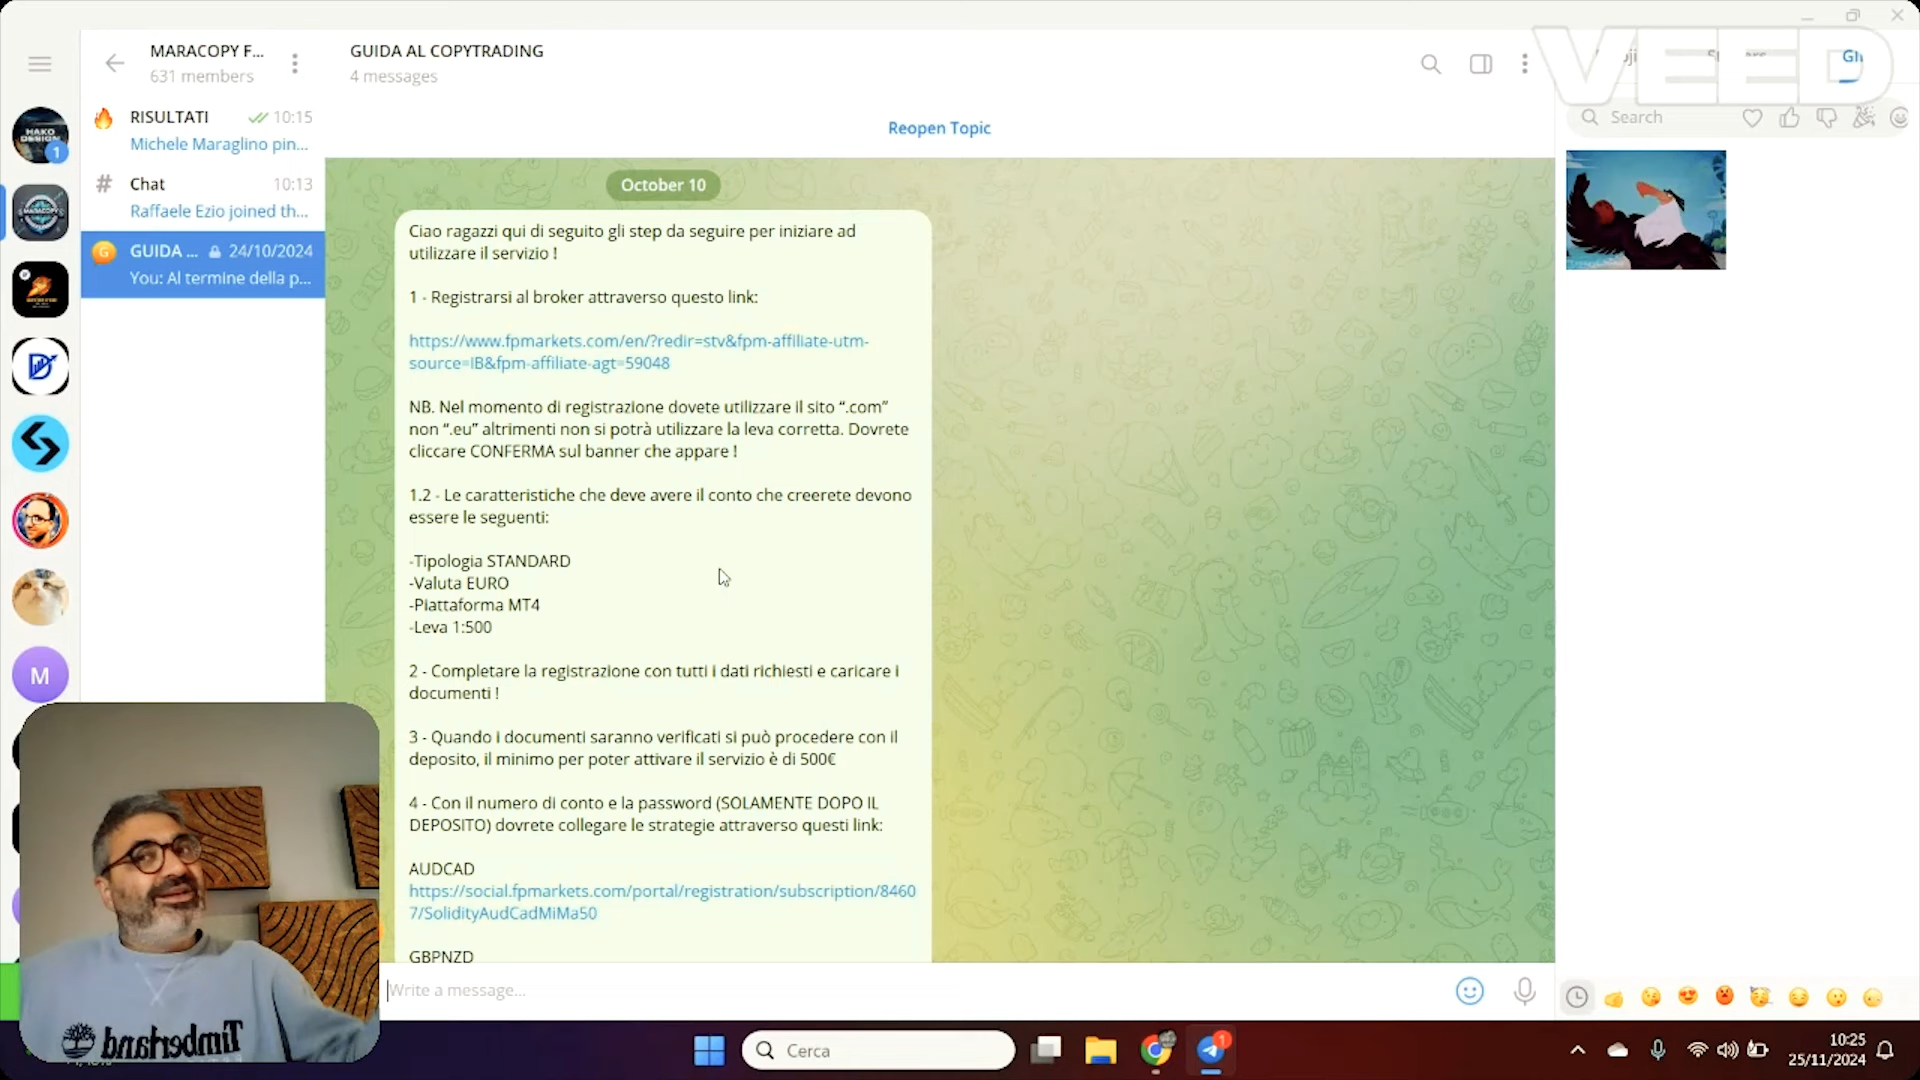 VEED
MARACOPY F...
631 members
GUIDA AL COPYTRADING
4 messages
RISULTATI 10:15
Michele Maraglino pin...
# Chat 10:13
Raffaele Ezio joined th...
G GUIDA ... 24/10/2024
You: Al termine della p...
HAKO
DESIGN
1
MARACOPY
M
Reopen Topic
October 10
Ciao ragazzi qui di seguito gli step da seguire per iniziare ad
utilizzare il servizio !
1 - Registrarsi al broker attraverso questo link:
https://www.fpmarkets.com/en/?redir=stv&fpm-affiliate-utm-
source=IB&fpm-affiliate-agt=59048
NB. Nel momento di registrazione dovete utilizzare il sito “.com”
non “.eu” altrimenti non si potrà utilizzare la leva corretta. Dovrete
cliccare CONFERMA sul banner che appare !
1.2 - Le caratteristiche che deve avere il conto che creerete devono
essere le seguenti:
-Tipologia STANDARD
-Valuta EURO
-Piattaforma MT4
-Leva 1:500
2 - Completare la registrazione con tutti i dati richiesti e caricare i
documenti !
3 - Quando i documenti saranno verificati si può procedere con il
deposito, il minimo per poter attivare il servizio è di 500€
4 - Con il numero di conto e la password (SOLAMENTE DOPO IL
DEPOSITO) dovrete collegare le strategie attraverso questi link:
AUDCAD
https://social.fpmarkets.com/portal/registration/subscription/8460
7/SolidityAudCadMiMa50
GBPNZD
Write a message...
Search
Timberland
Cerca
1
10:25
25/11/2024